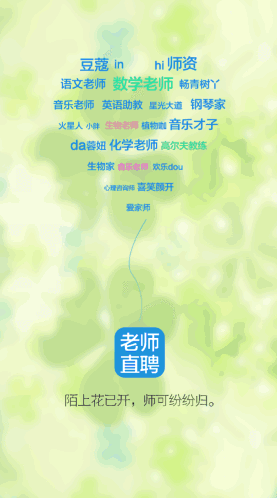 豆蔻 in hi 师资
语文老师 数学老师 畅青树丫
音乐老师 英语助教 星光大道 钢琴家
火星人 小胖 生物老师 植物啦 音乐才子
da蓉妞 化学老师 高尔夫教练
生物家 音乐老师 欢乐dou
心理咨询师 喜笑颜开
爱家师
老师
直聘
陌上花已开，师可纷纷归。